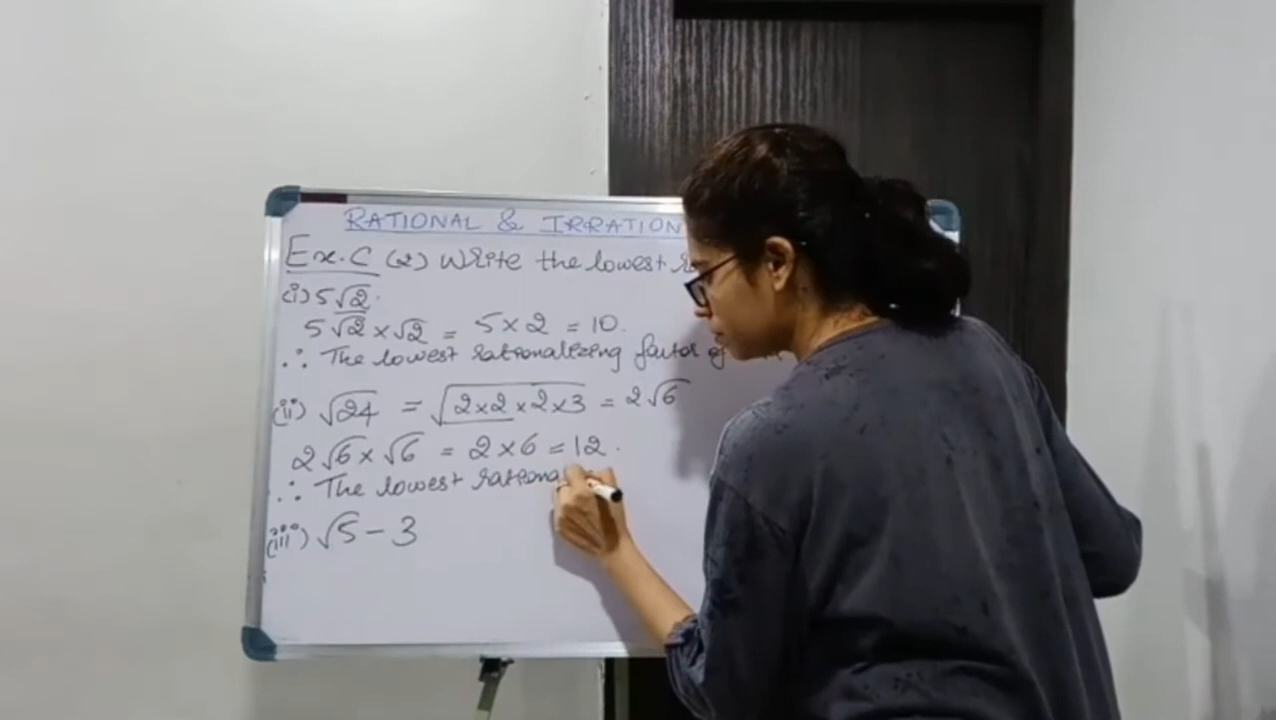 RATIONAL & IRRATION
Ex.C (2) Write the lowest
(i) 5√2.
5√2 × √2 = 5 × 2 = 10.
∴ The lowest rationalizing factor of
(ii) √24 = √2×2×2×3 = 2√6
2√6 × √6 = 2 × 6 = 12.
∴ The lowest rationa
(iii) √5 - 3